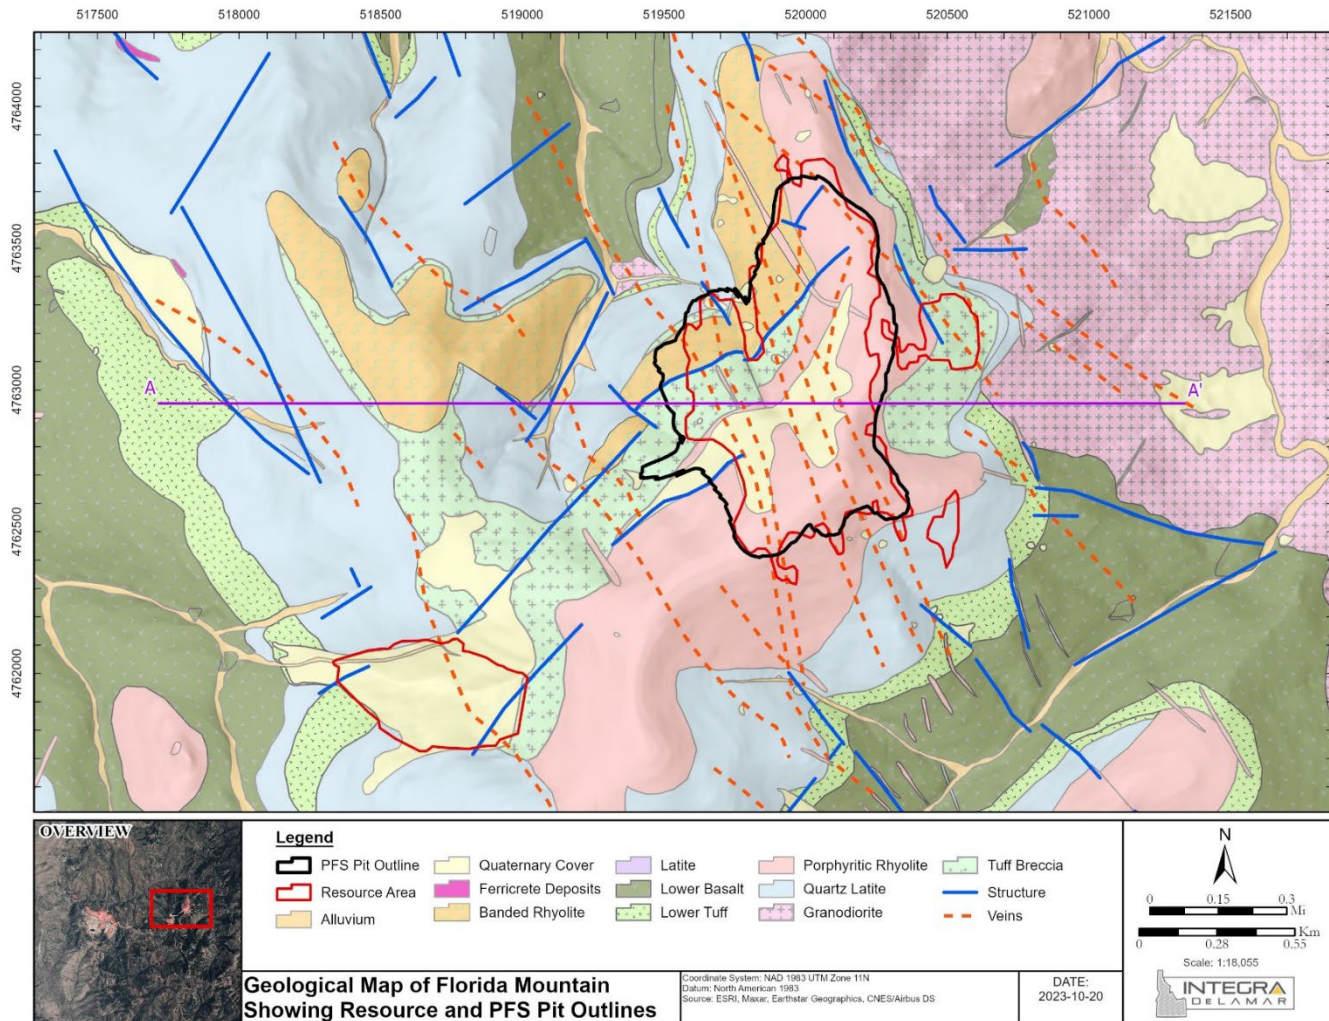 517500 518000 518500 519000 519500 520000 520500 521000 521500
4764000
4763500
4763000
4762500
4762000
A
A'
OVERVIEW
Legend
PFS Pit Outline
Resource Area
Alluvium
Quaternary Cover
Ferricrete Deposits
Banded Rhyolite
Latite
Lower Basalt
Lower Tuff
Porphyritic Rhyolite
Quartz Latite
Granodiorite
Tuff Breccia
Structure
Veins
N
0 0.15 0.3
Mi
Km
0 0.28 0.55
Scale: 1:18,055
INTEGRA
DELAMAR
Geological Map of Florida Mountain
Showing Resource and PFS Pit Outlines
Coordinate System: NAD 1983 UTM Zone 11N
Datum: North American 1983
Source: ESRI, Maxar, Earthstar Geographics, CNES/Airbus DS
DATE:
2023-10-20